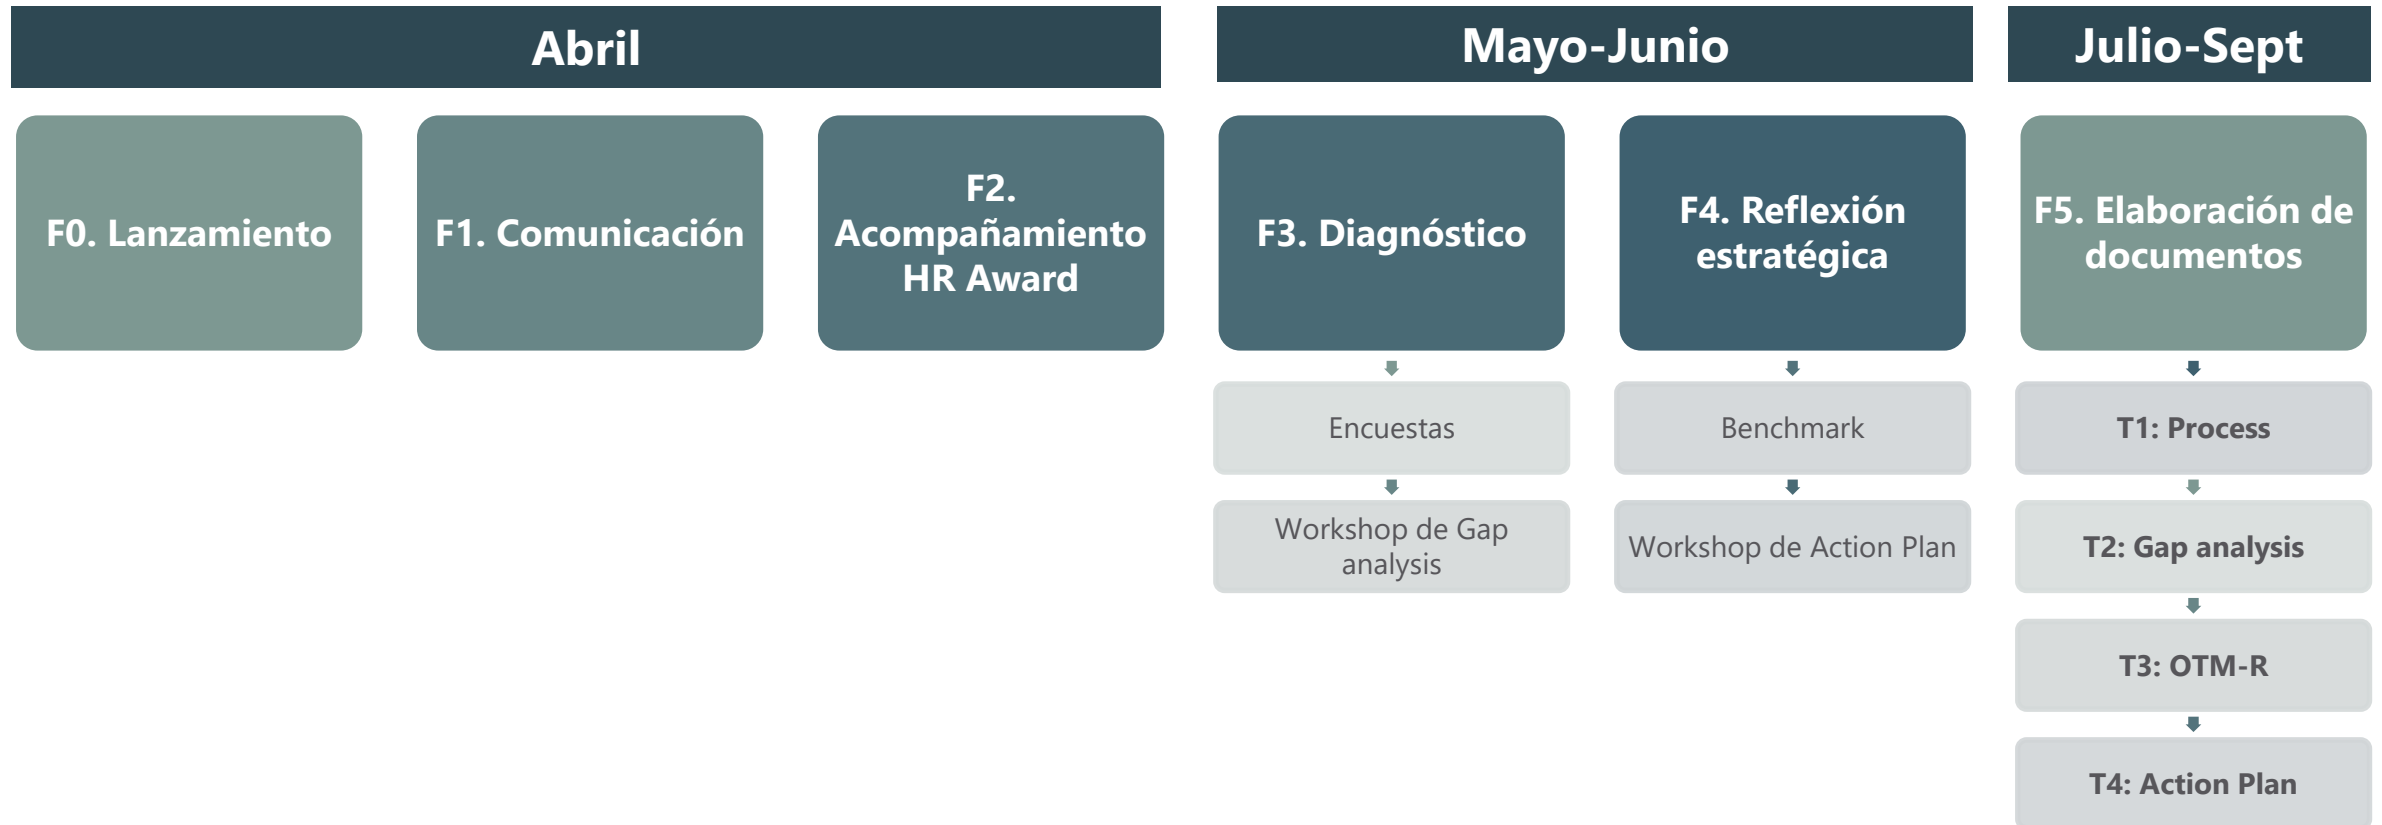 Abril
Mayo-Junio
Julio-Sept
F0. Lanzamiento
F1. Comunicación
F2.
Acompañamiento
HR Award
F3. Diagnóstico
F4. Reflexión
estratégica
F5. Elaboración de
documentos
Encuestas
Workshop de Gap
analysis
Benchmark
Workshop de Action Plan
T1: Process
T2: Gap analysis
T3: OTM-R
T4: Action Plan